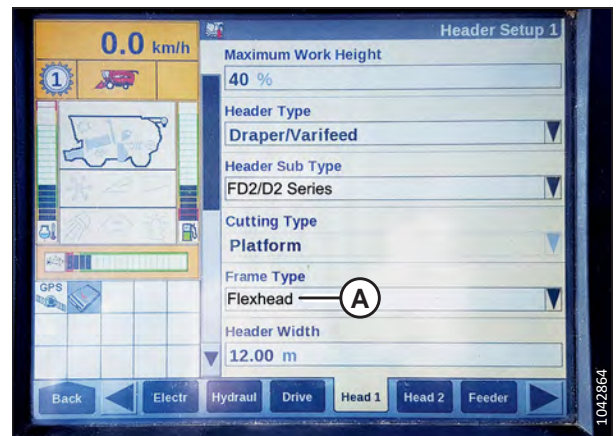 0.0 km/h
Header Setup 1
1
Maximum Work Height
40 %
Header Type
Draper/Varifeed
Header Sub Type
FD2/D2 Series
Cutting Type
Platform
Frame Type
Flexhead
A
GPS
Header Width
12.00 m
Back
Electr
Hydraul
Drive
Head 1
Head 2
Feeder
1042864